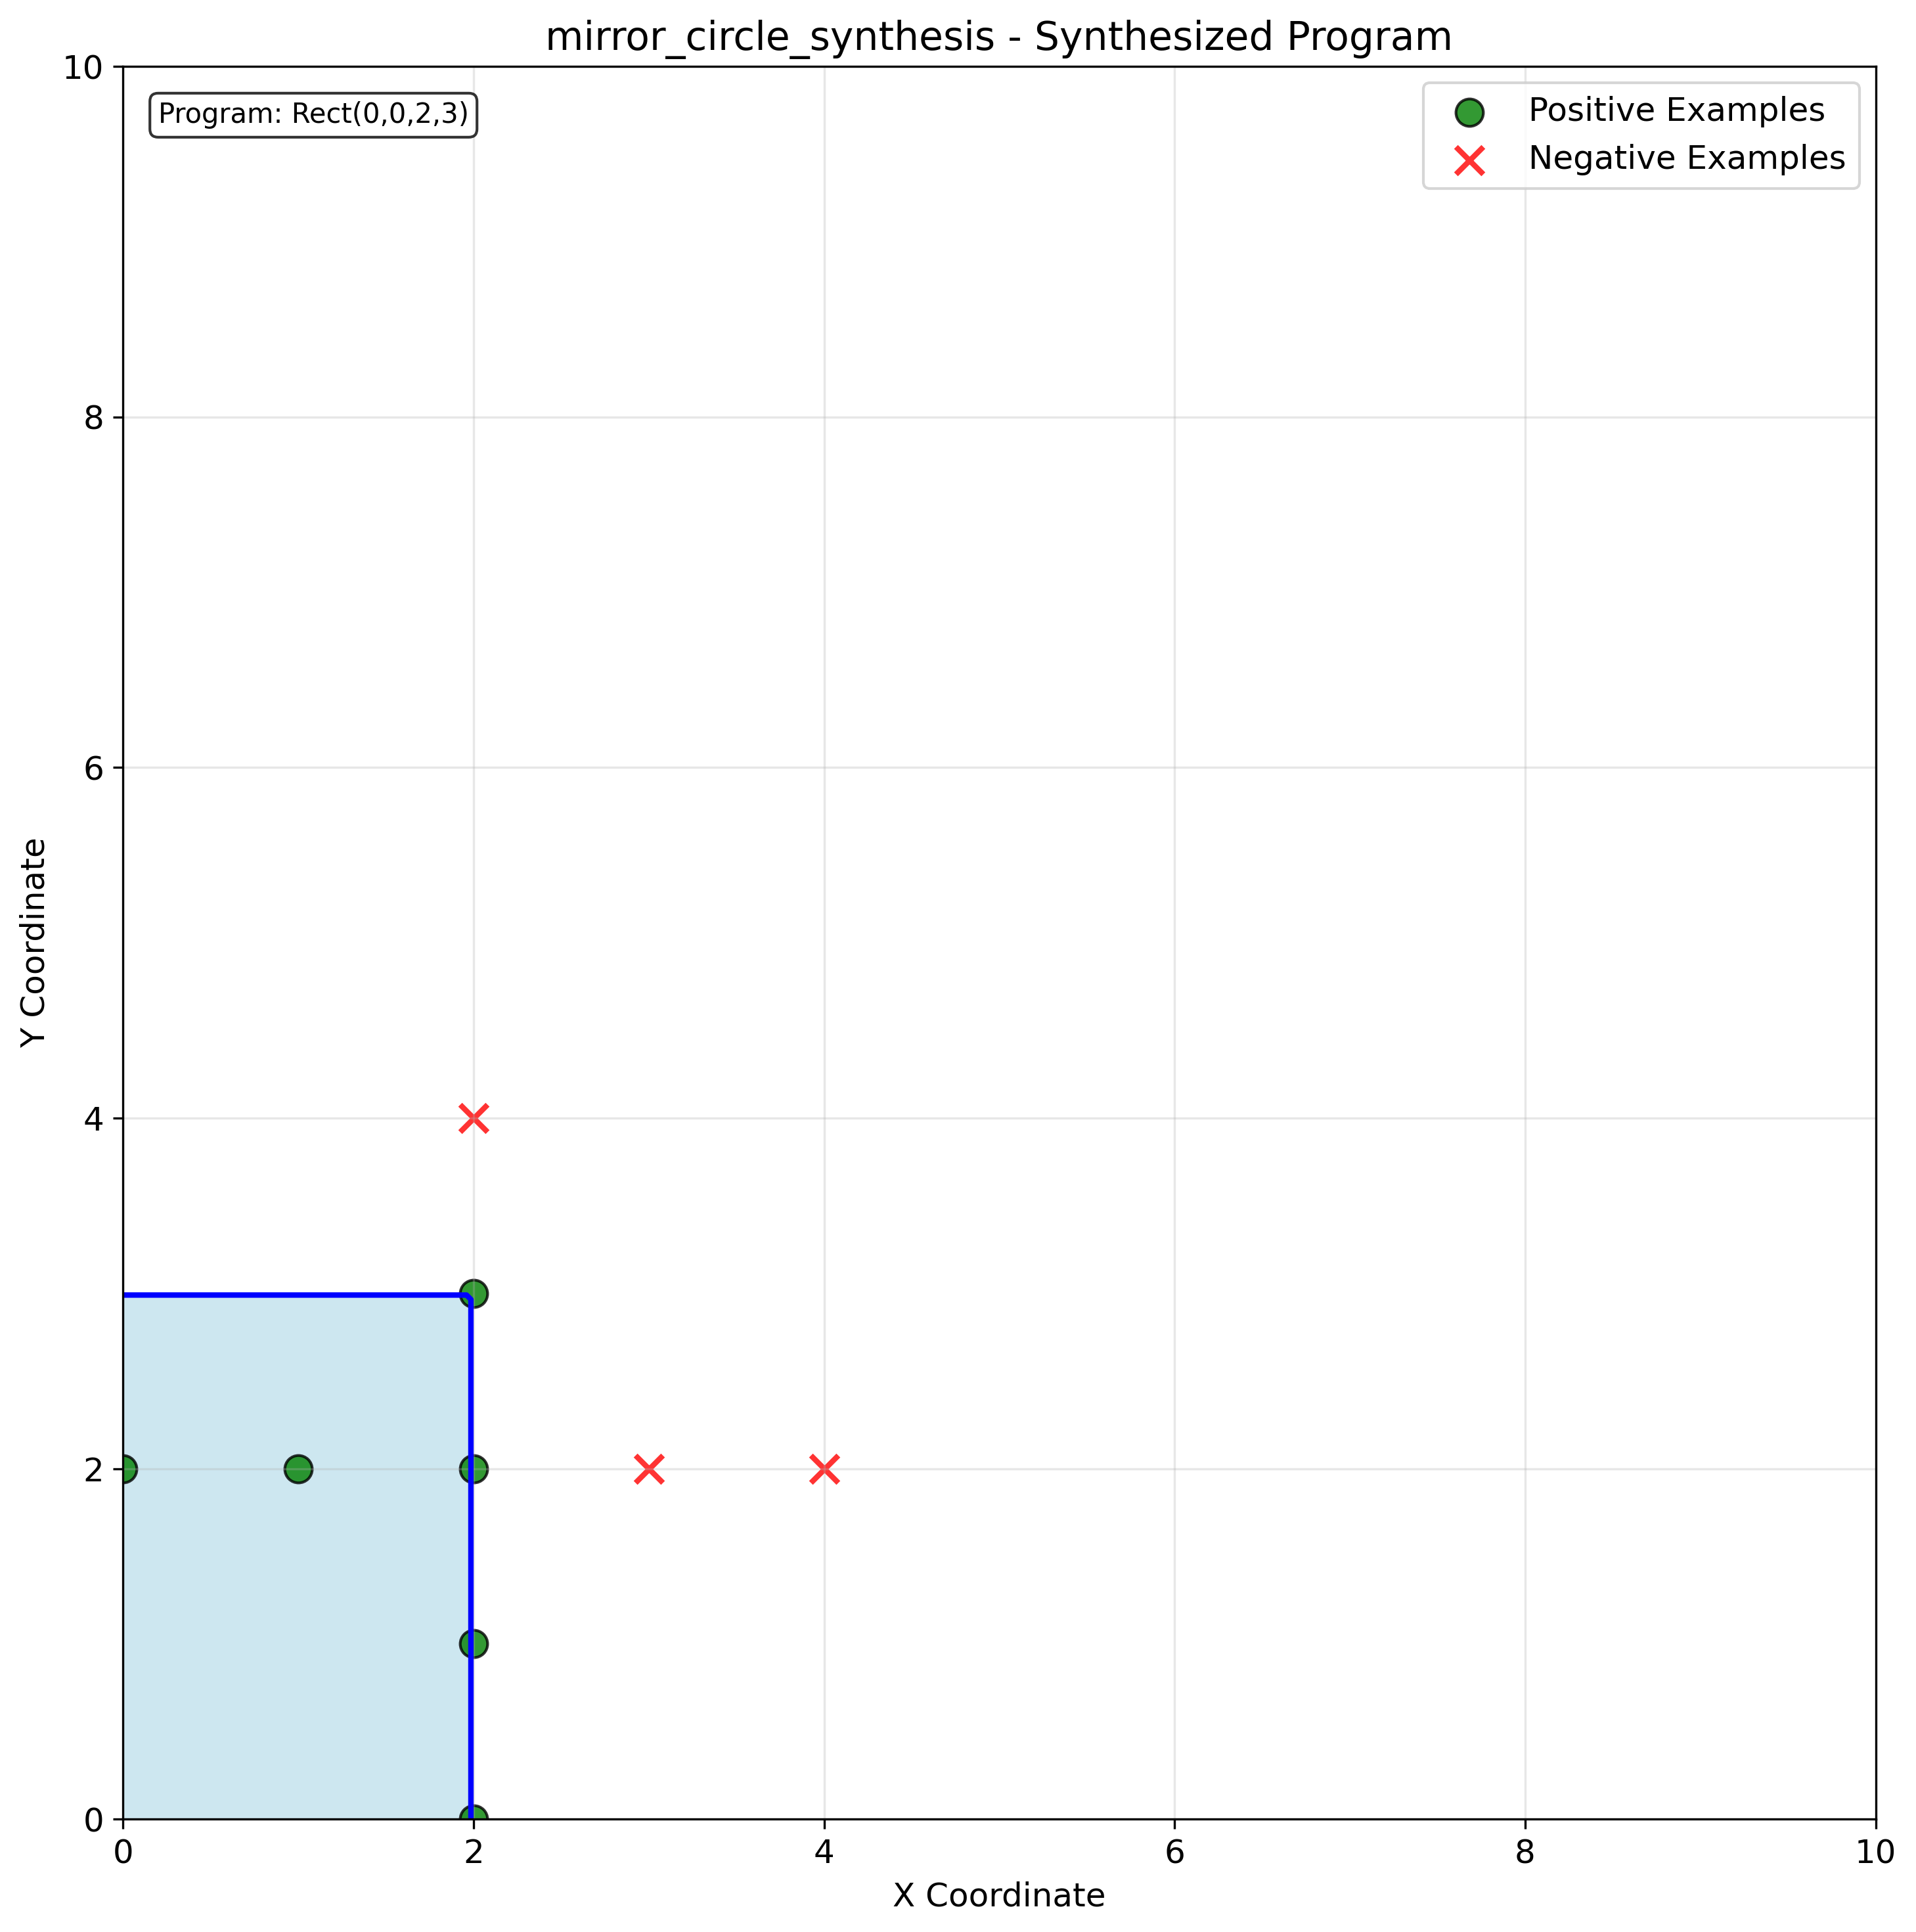 mirror_circle_synthesis - Synthesized Program
Program: Rect(0,0,2,3)
Positive Examples
Negative Examples
10
8
6
4
2
0
Y Coordinate
0 2 4 6 8 10
X Coordinate